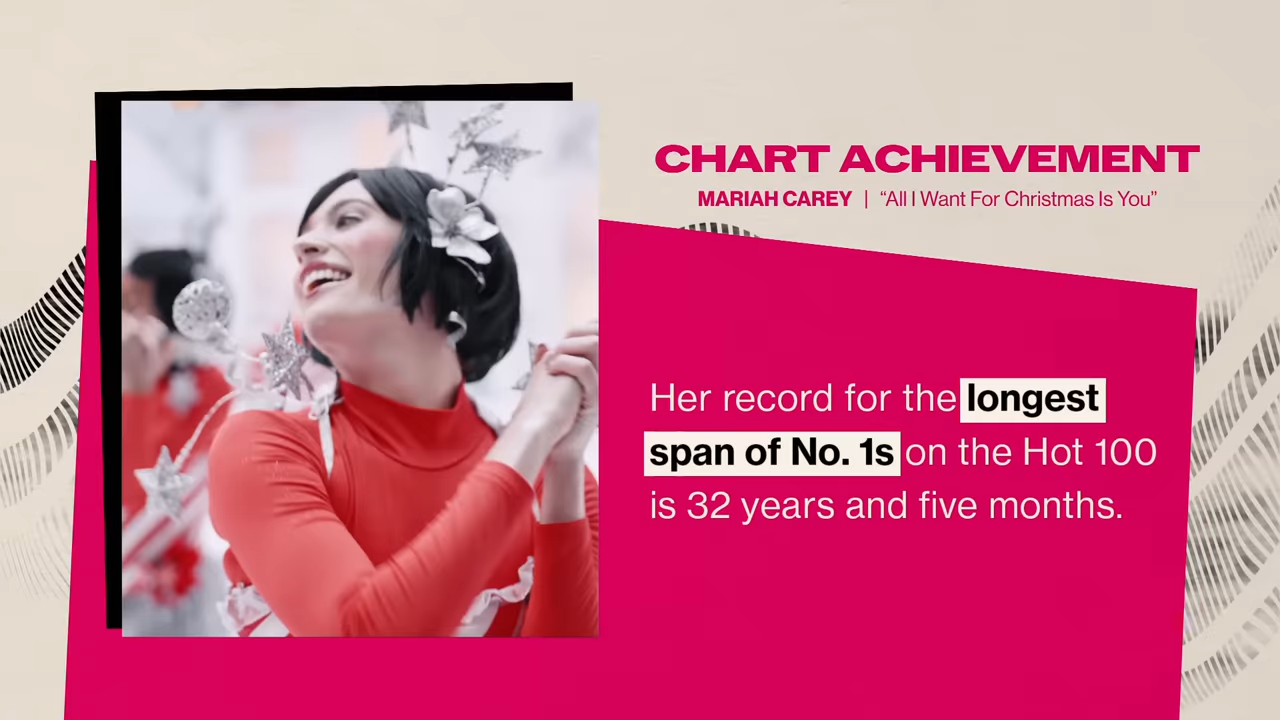 CHART ACHIEVEMENT
MARIAH CAREY | “All I Want For Christmas Is You”
Her record for the longest
span of No. 1s on the Hot 100
is 32 years and five months.